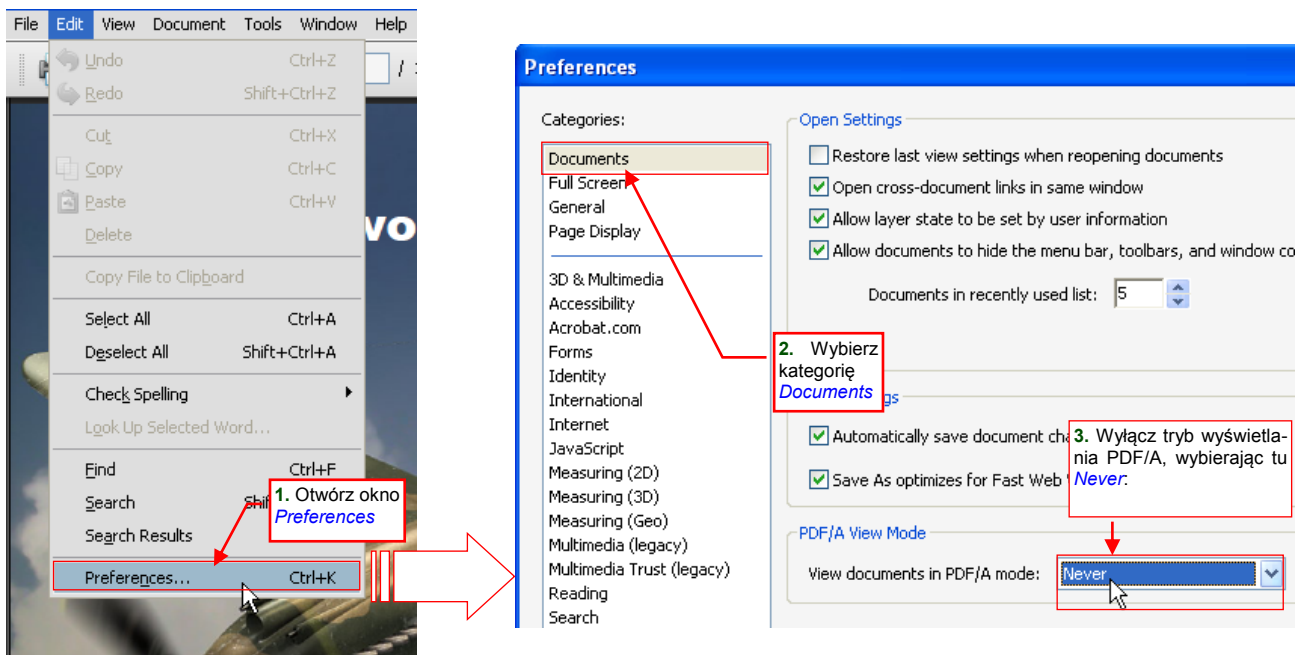 File Edit View Document Tools Window Help
/
Undo Ctrl+Z
Redo Shift+Ctrl+Z
Cut Ctrl+X
Copy Ctrl+C
Paste Ctrl+V
Delete
Copy File to Clipboard
Select All Ctrl+A
Deselect All Shift+Ctrl+A
Check Spelling
Look Up Selected Word...
Find Ctrl+F
Search Shif
Search Results
Preferences... Ctrl+K
vo
1. Otwórz okno
Preferences
Preferences
Categories:
Documents
Full Screen
General
Page Display
3D & Multimedia
Accessibility
Acrobat.com
Forms
Identity
International
Internet
JavaScript
Measuring (2D)
Measuring (3D)
Measuring (Geo)
Multimedia (legacy)
Multimedia Trust (legacy)
Reading
Search
2. Wybierz
kategorię
Documents
Open Settings
Restore last view settings when reopening documents
Open cross-document links in same window
Allow layer state to be set by user information
Allow documents to hide the menu bar, toolbars, and window co
Documents in recently used list: 5
gs
Automatically save document cha
Save As optimizes for Fast Web
3. Wyłącz tryb wyświetla-
nia PDF/A, wybierając tu
Never:
PDF/A View Mode
View documents in PDF/A mode: Never